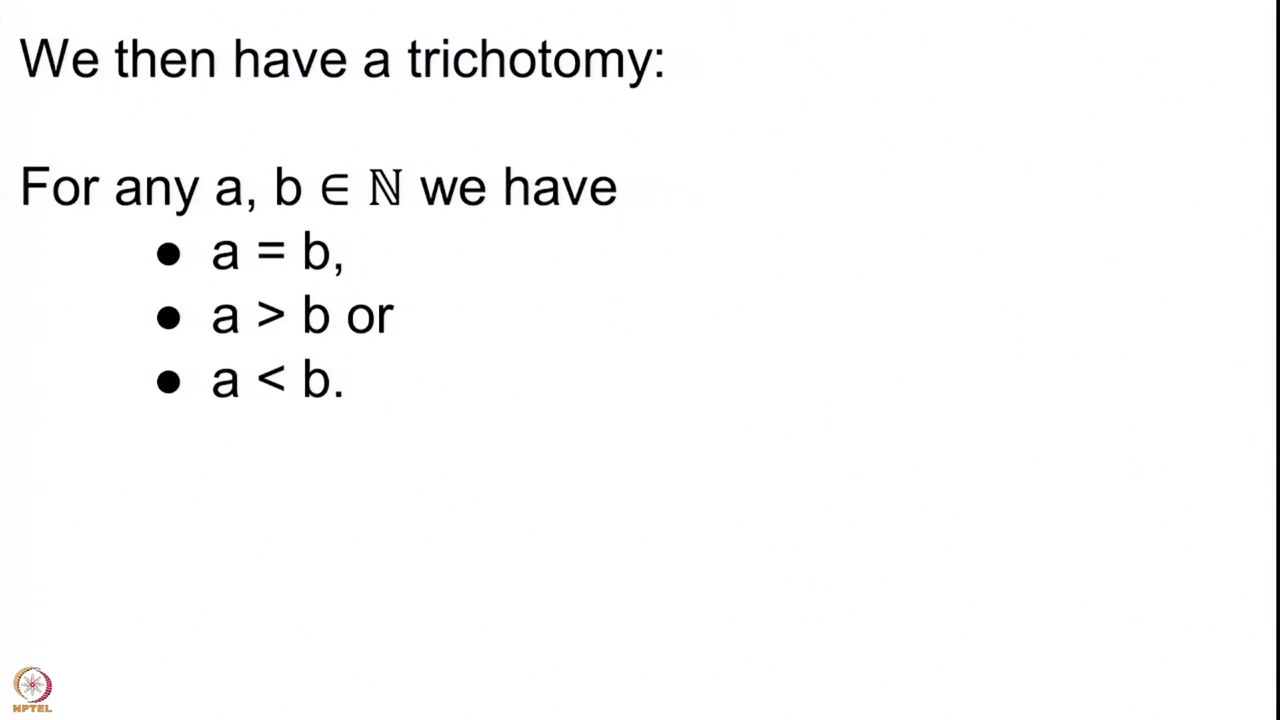 We then have a trichotomy:
For any a, b ∈ ℕ we have
● a = b,
● a > b or
● a < b.
NPTEL